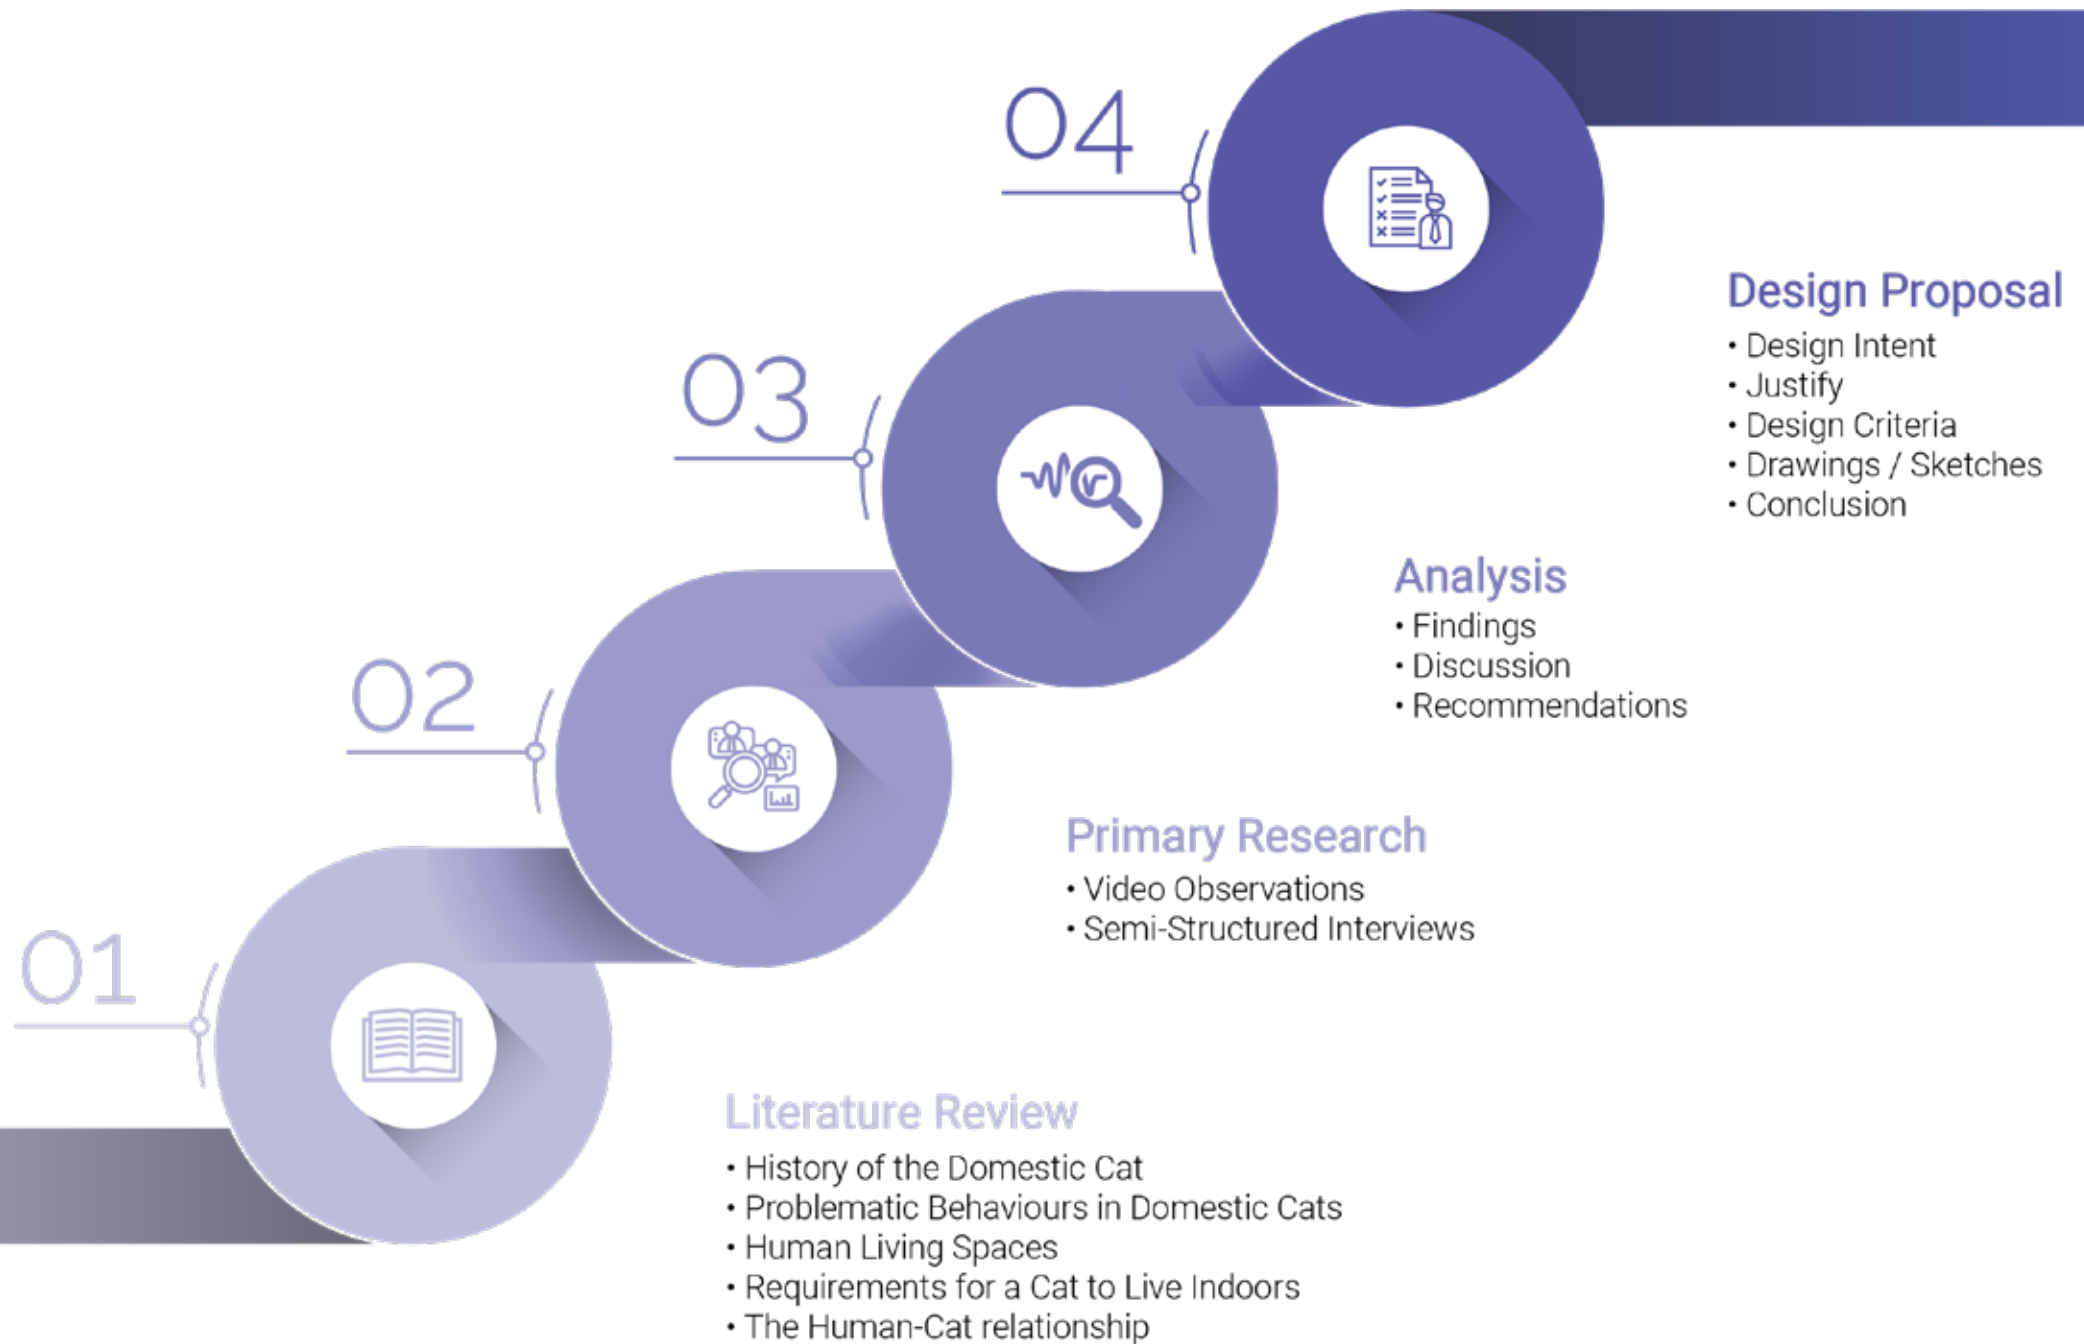 04
Design Proposal
• Design Intent
• Justify
• Design Criteria
• Drawings / Sketches
• Conclusion
03
Analysis
• Findings
• Discussion
• Recommendations
02
Primary Research
• Video Observations
• Semi-Structured Interviews
01
Literature Review
• History of the Domestic Cat
• Problematic Behaviours in Domestic Cats
• Human Living Spaces
• Requirements for a Cat to Live Indoors
• The Human-Cat relationship